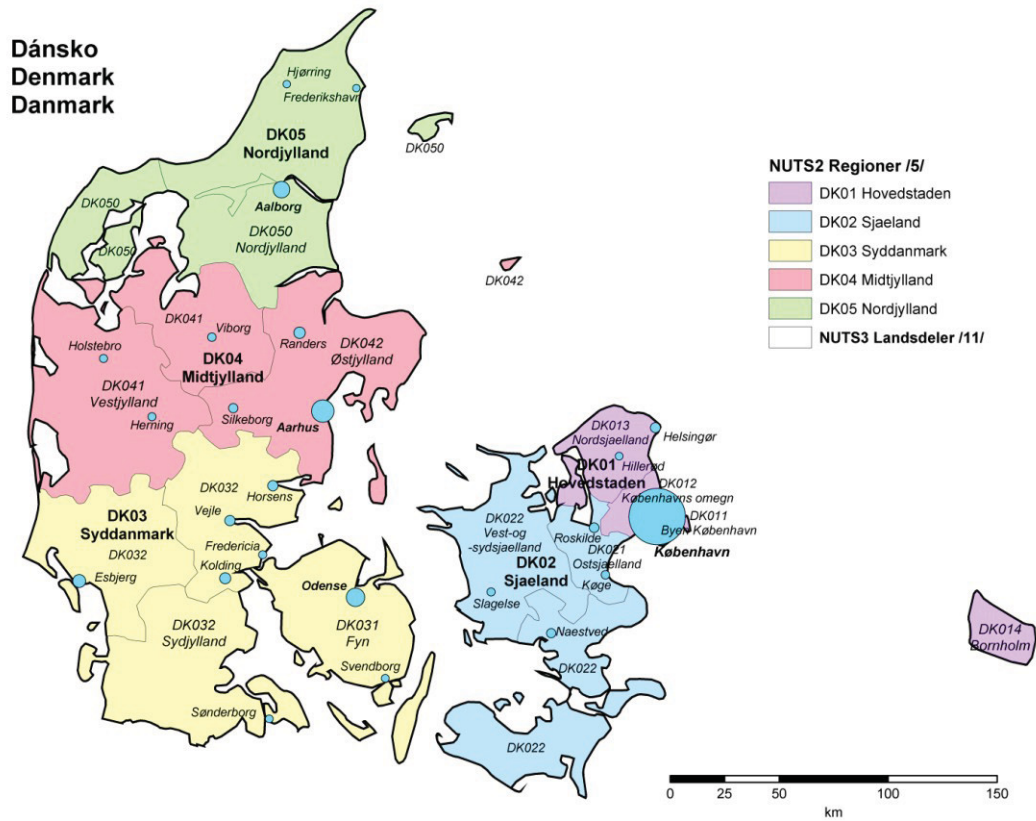 Dánsko
Denmark
Danmark
Hjørring
Frederikshavn
DK05
Nordjylland
DK050
Aalborg
DK050
DK050
Nordjylland
DK050
DK042
NUTS2 Regioner /5/
DK01 Hovedstaden
DK02 Sjaeland
DK03 Syddanmark
DK04 Midtjylland
DK05 Nordjylland
NUTS3 Landsdeler /11/
DK041
Viborg
Randers
Holstebro
DK04
Midtjylland
DK042
Østjylland
DK041
Vestjylland
Herning
Silkeborg
Aarhus
DK032
Horsens
DK03
Syddanmark
Vejle
DK032
Fredericia
Kolding
Esbjerg
Odense
DK032
Sydjylland
DK031
Fyn
Svendborg
Sønderborg
DK013
Nordsjaelland
Helsingør
Hillerød
DK01
Hovedstaden
DK012
Københavns omegn
DK011
Byen København
København
DK022
Vest-og
-sydsjaelland
Roskilde
DK021
Ostsjaelland
DK02
Sjaeland
Køge
Slagelse
Naestved
DK022
DK022
DK014
Bornholm
0 25 50 100 150
km